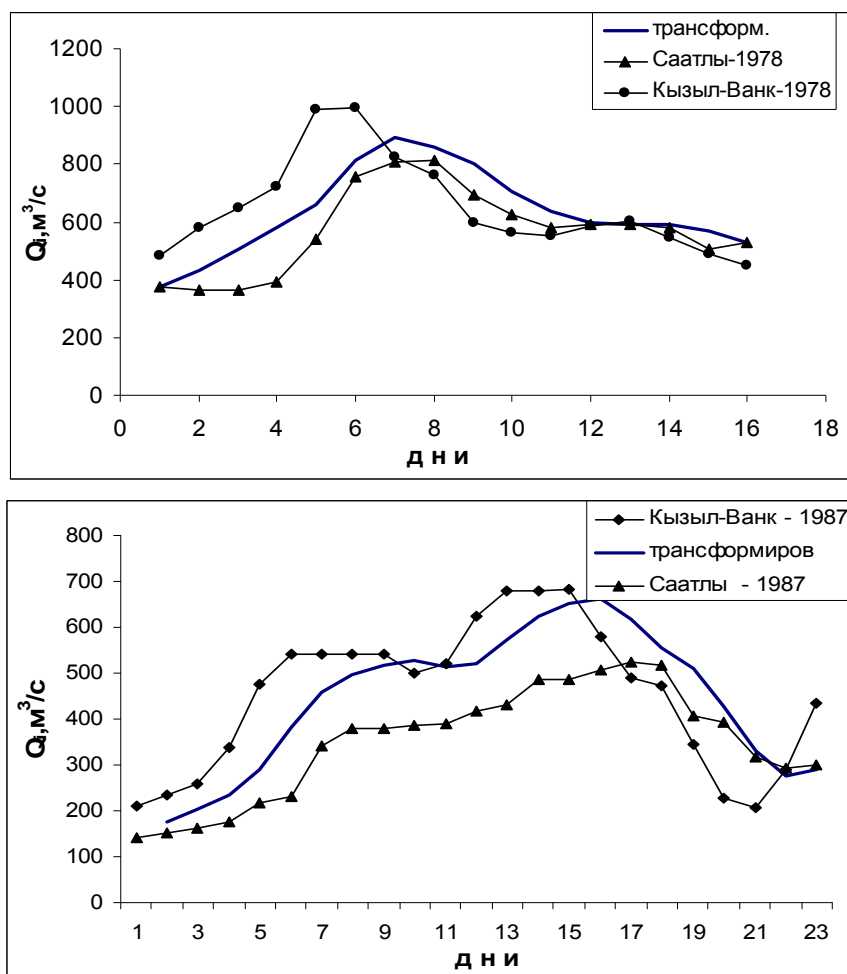 трансформ.
Саатлы-1978
Кызыл-Ванк-1978
1200
1000
800
600
400
200
0
Qi,м³/с
0 2 4 6 8 10 12 14 16 18
д н и
Кызыл-Ванк - 1987
трансформиров
Саатлы - 1987
800
700
600
500
400
300
200
100
0
Qi,м³/с
1 3 5 7 9 11 13 15 17 19 21 23
д н и